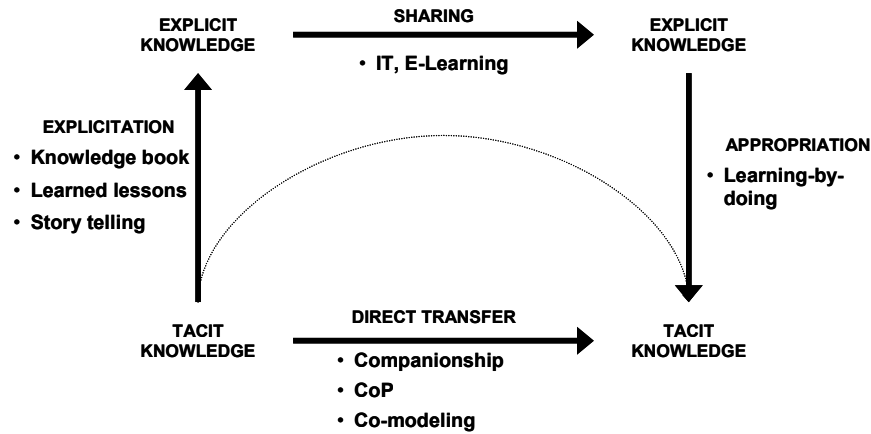 SHARING
EXPLICIT
KNOWLEDGE
EXPLICIT
KNOWLEDGE
• IT, E-Learning
EXPLICITATION
• Knowledge book
• Learned lessons
• Story telling
APPROPRIATION
• Learning-by-
doing
TACIT
KNOWLEDGE
DIRECT TRANSFER
TACIT
KNOWLEDGE
• Companionship
• CoP
• Co-modeling